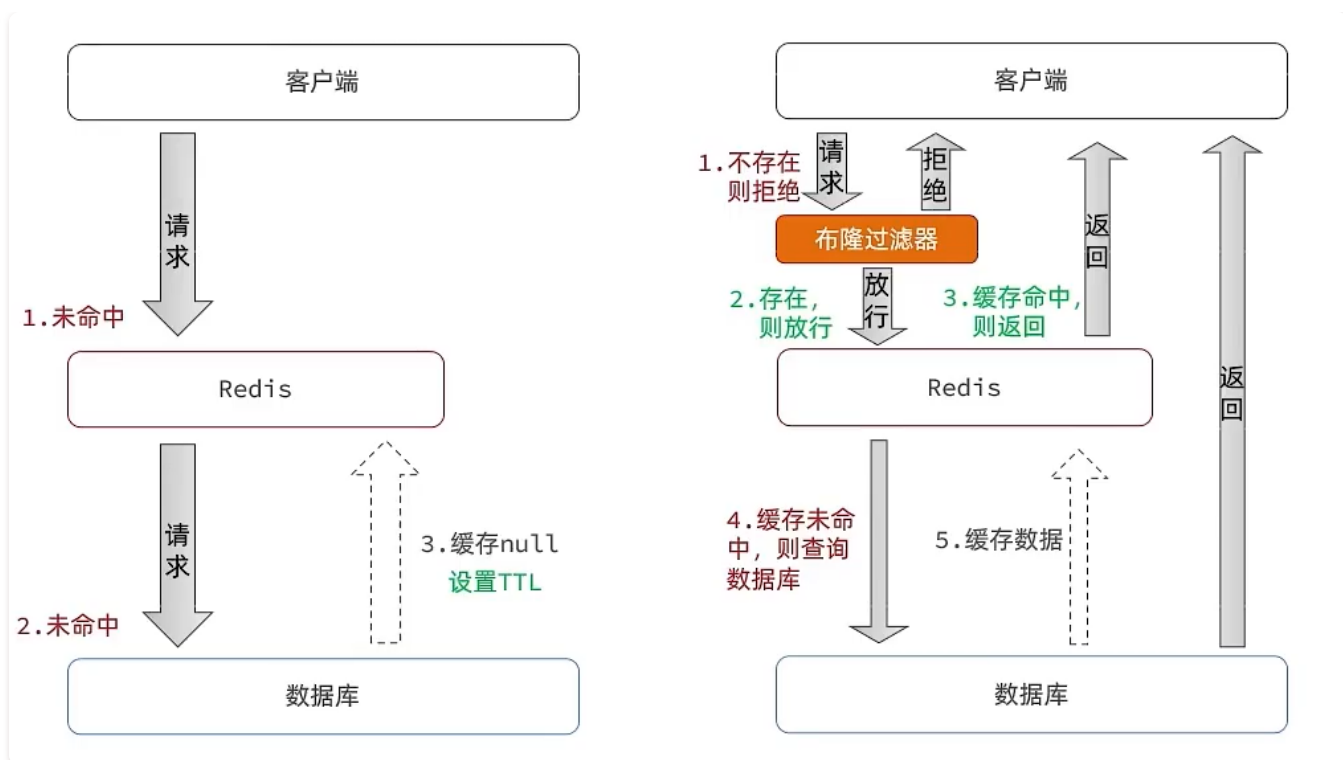 客户端
请
求
1.未命中
Redis
请
求
2.未命中
3.缓存null
设置TTL
数据库
客户端
1.不存在
则拒绝
请
求
拒
绝
布隆过滤器
2.存在,
则放行
放
行
3.缓存命中,
则返回
返
回
Redis
4.缓存未命
中，则查询
数据库
5.缓存数据
返
回
数据库